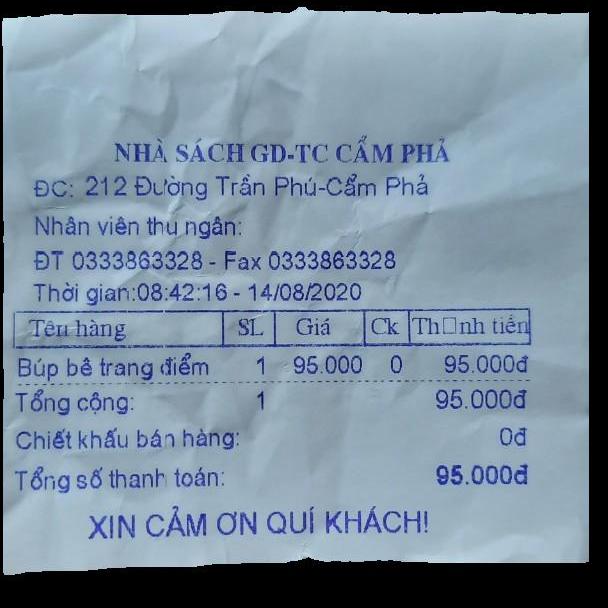 NHÀ SÁCH GD-TC CẨM PHẢ
ĐC: 212 Đường Trần Phú-Cẩm Phả
Nhân viên thu ngân:
ĐT 0333863328 - Fax 0333863328
Thời gian:08:42:16 - 14/08/2020
Tên hàng SL Giá Ck Th□nh tiền
Búp bê trang điểm 1 95.000 0 95.000đ
Tổng cộng: 1 95.000đ
Chiết khấu bán hàng: 0đ
Tổng số thanh toán: 95.000đ
XIN CẢM ƠN QUÍ KHÁCH!